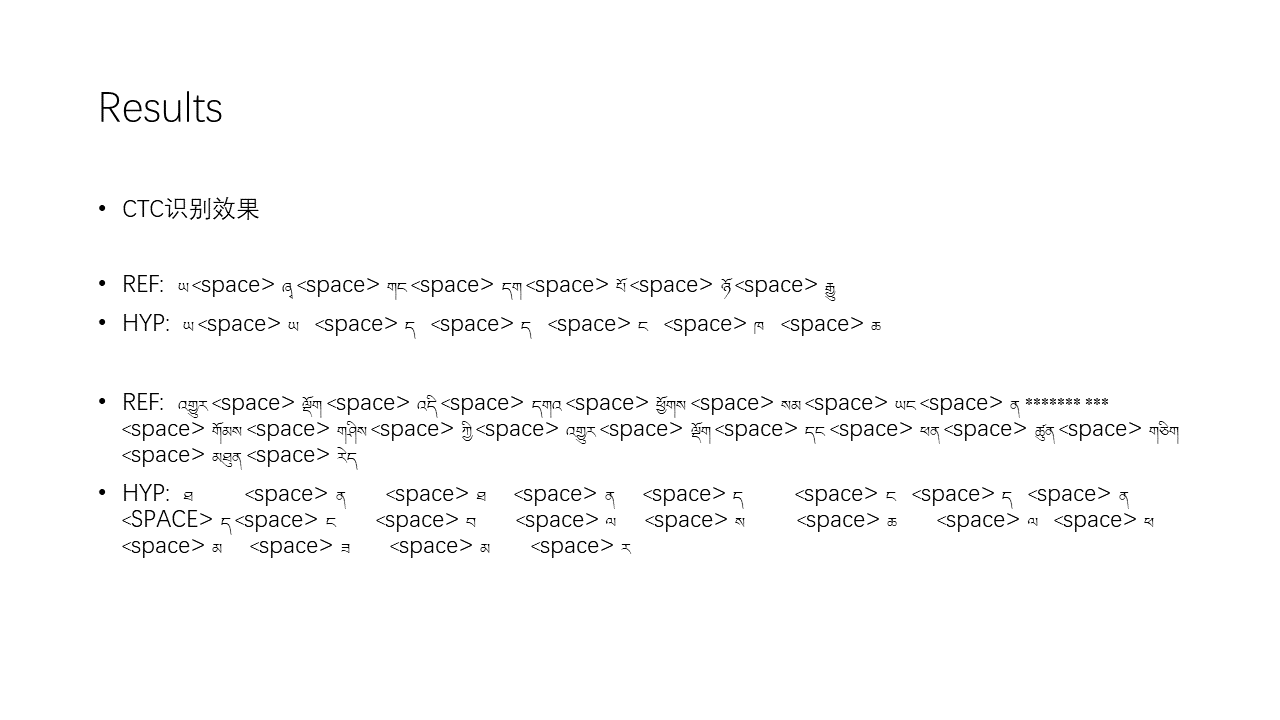 Results
• CTC识别效果
• REF: ཡ<space> ཞྭ<space> གང<space> དག<space> པོ<space> ཉོ<space> རྒྱུ
• HYP: ཡ<space> ཡ <space> ད <space> ད <space> ང <space> ཁ <space> ཆ
• REF: འགྱུར<space> ལྡོག<space> འདི<space> དགའ<space> ཕྱོགས<space> སམ<space> ཡང<space> ན ******* ***
<space> གོམས<space> གཤིས<space> ཀྱི<space> འགྱུར<space> ལྡོག<space> དང<space> ཕན<space> ཚུན<space> གཅིག
<space> མཐུན<space> རེད
• HYP: ཐ <space> ན <space> ཐ <space> ན <space> ད <space> ང <space> ད <space> ན
<SPACE> ད<space> ང <space> བ <space> ལ <space> ས <space> ཆ <space> ལ <space> ཕ
<space> མ <space> ཟ <space> མ <space> ར